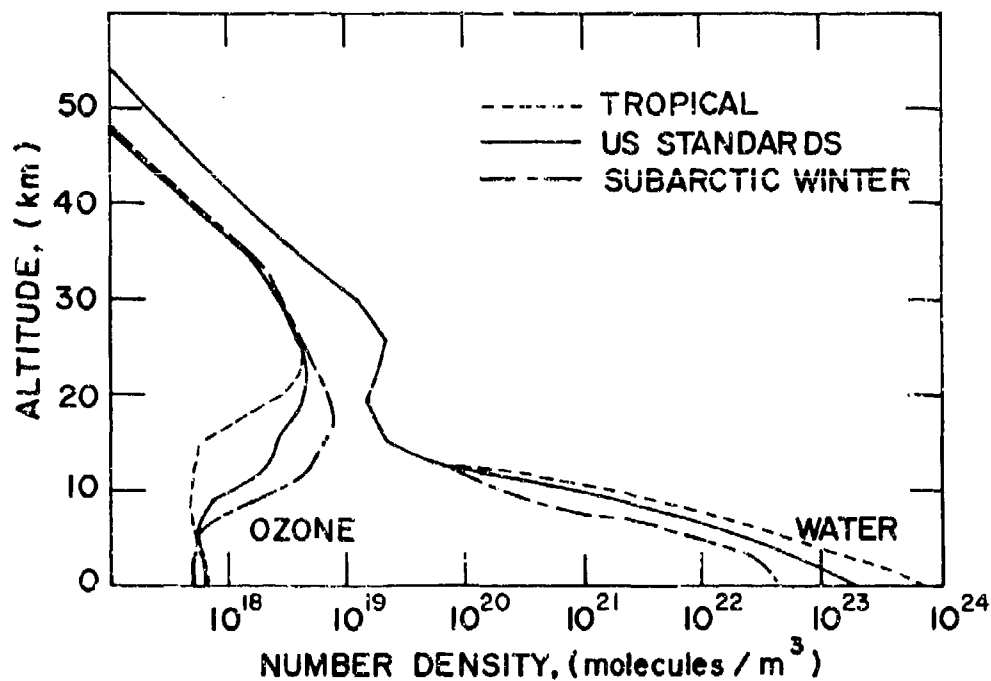 TROPICAL
US STANDARDS
SUBARCTIC WINTER
ALTITUDE, (km)
50
40
30
20
10
0
OZONE
WATER
10^18 10^19 10^20 10^21 10^22 10^23 10^24
NUMBER DENSITY, (molecules / m^3)